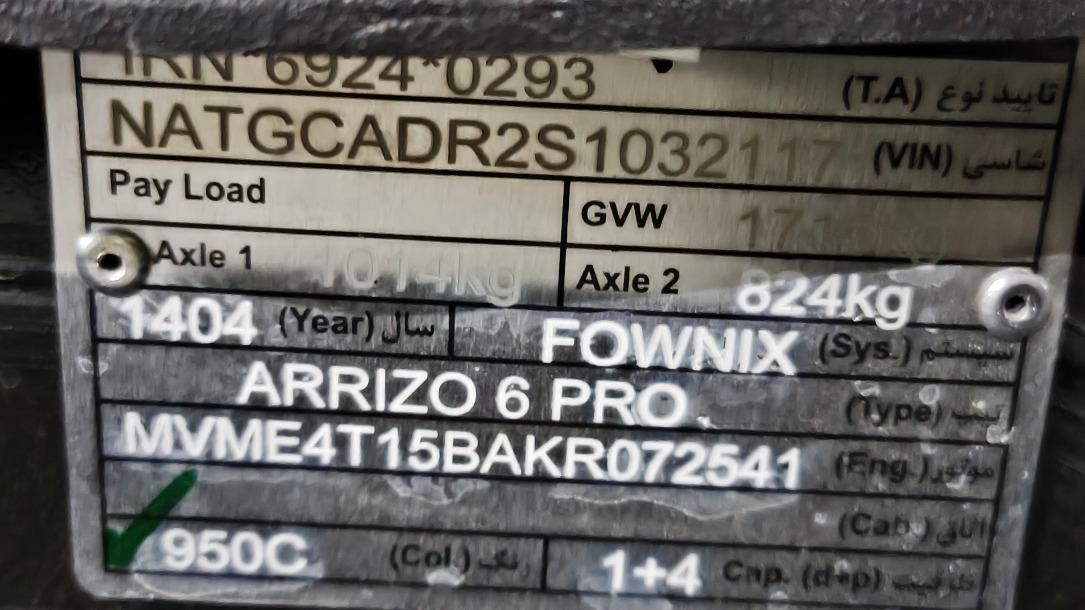 IRN*6924*0293 تایید نوع (T.A)
NATGCADR2S1032117 شاسی (VIN)
Pay Load GVW
Axle 1 1014kg Axle 2 824kg
1404 سال (Year) FOWNIX سیستم (Sys.)
ARRIZO 6 PRO تیپ (Type)
MVME4T15BAKR072541 موتور (Eng.)
اتاق (Cab.)
950C رنگ (Col.) 1+4 ظرفیت Cap. (d+p)